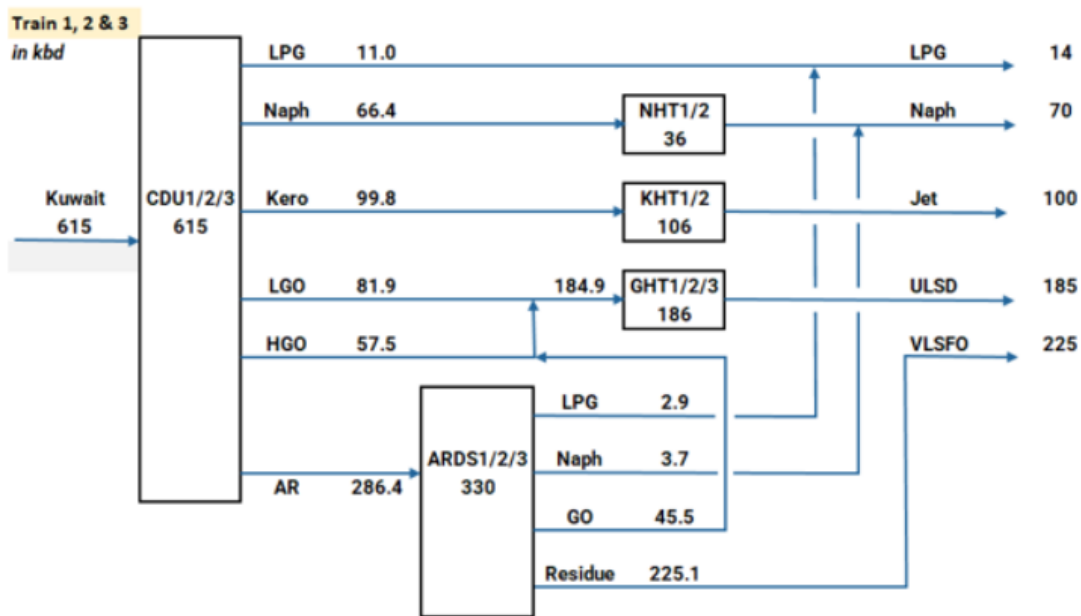 Train 1, 2 & 3
in kbd
LPG 11.0 LPG 14
Naph 66.4 NHT1/2 Naph 70
36
Kuwait CDU1/2/3 Kero 99.8 KHT1/2 Jet 100
615 615 106
LGO 81.9 184.9 GHT1/2/3 ULSD 185
186
HGO 57.5 VLSFO 225
LPG 2.9
ARDS1/2/3 Naph 3.7
AR 286.4 330
GO 45.5
Residue 225.1